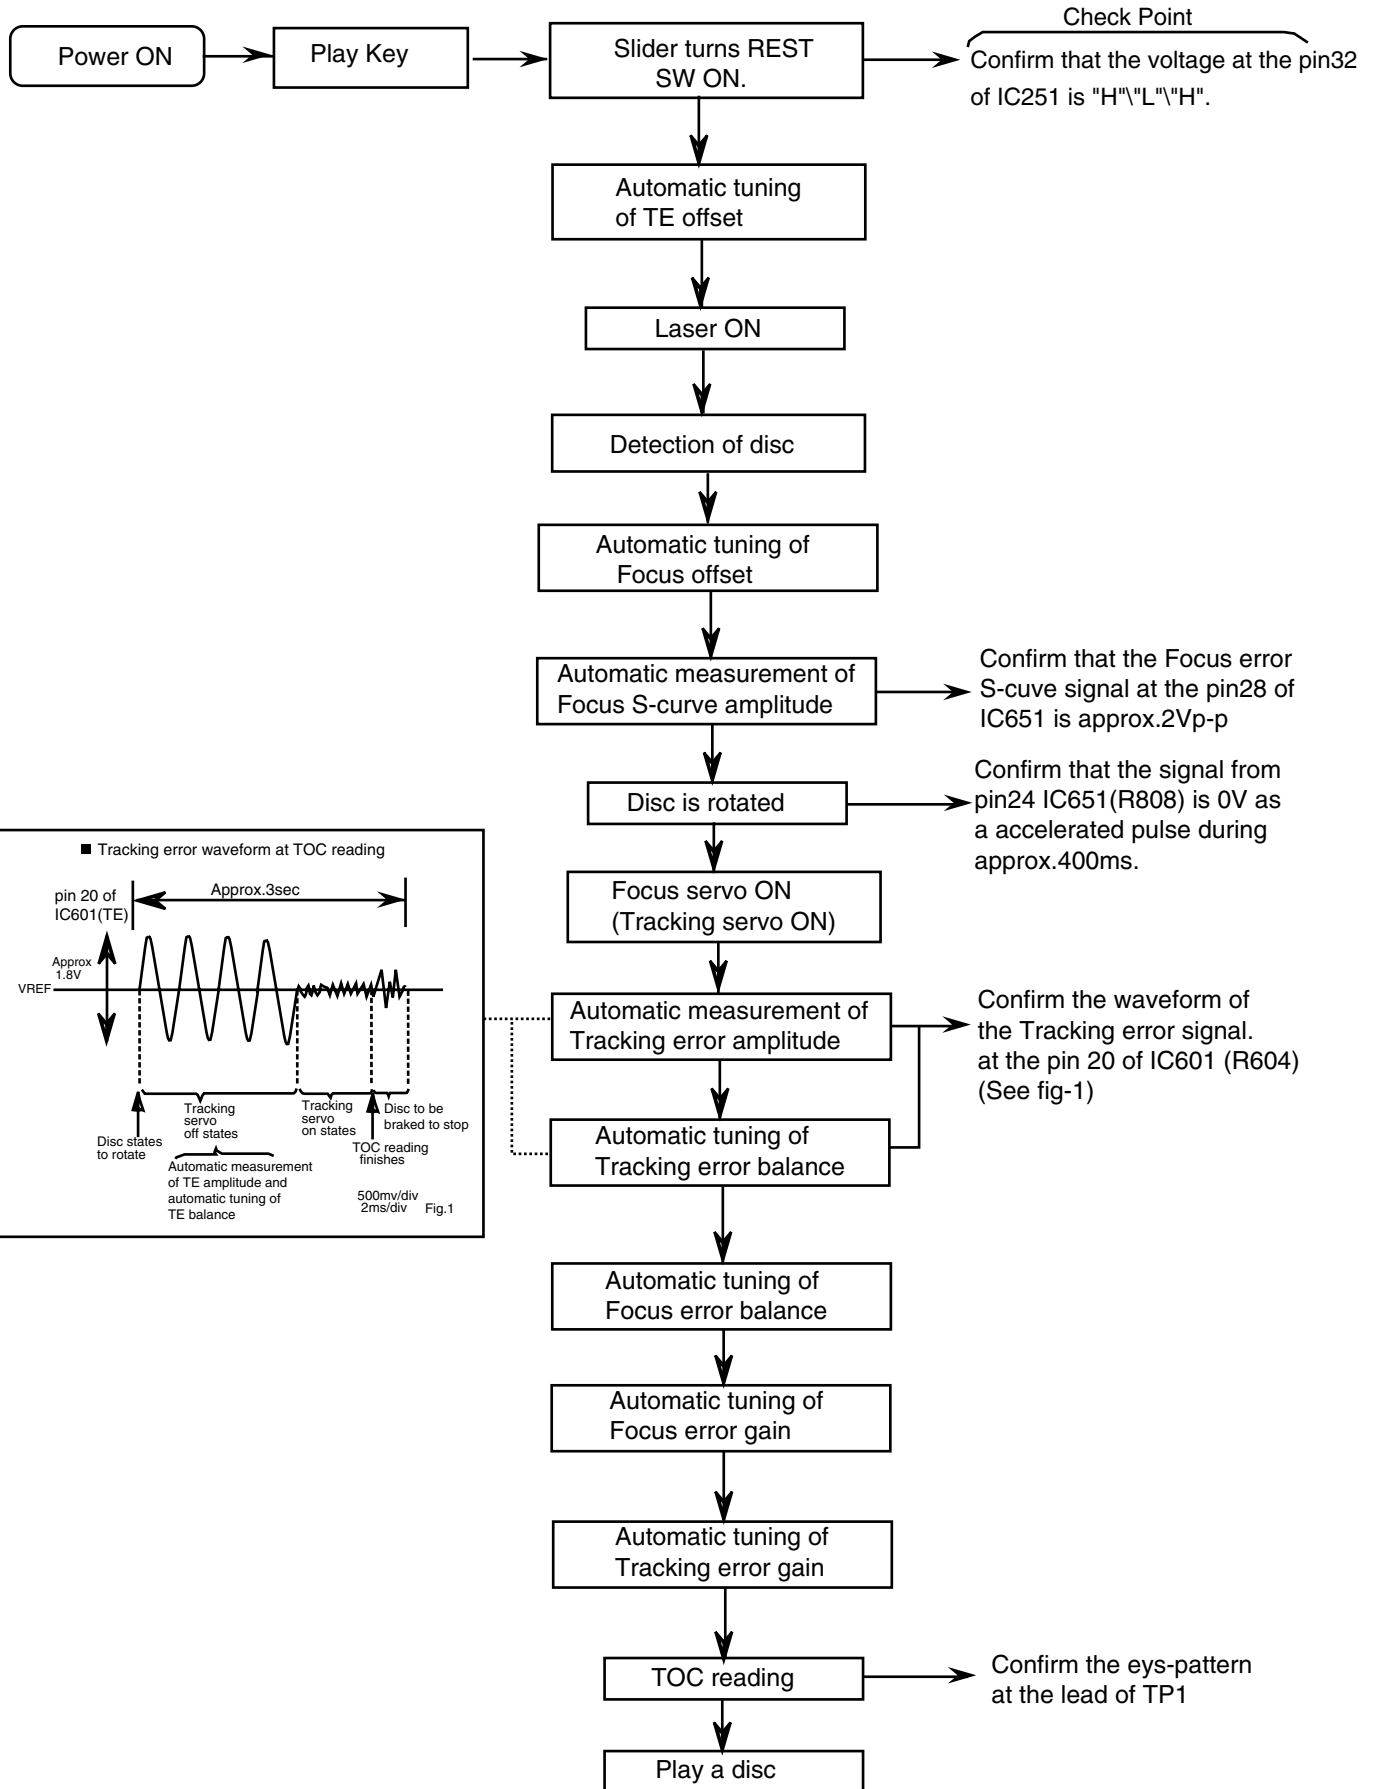 Check Point
Power ON
Play Key
Slider turns REST
SW ON.
Confirm that the voltage at the pin32
of IC251 is "H"\"L"\"H".
Automatic tuning
of TE offset
Laser ON
Detection of disc
Automatic tuning of
Focus offset
Automatic measurement of
Focus S-curve amplitude
Confirm that the Focus error
S-cuve signal at the pin28 of
IC651 is approx.2Vp-p
Disc is rotated
Confirm that the signal from
pin24 IC651(R808) is 0V as
a accelerated pulse during
approx.400ms.
Focus servo ON
(Tracking servo ON)
■ Tracking error waveform at TOC reading
pin 20 of
IC601(TE)
Approx.3sec
Approx
1.8V
VREF
Disc states
to rotate
Tracking
servo
off states
Tracking
servo
on states
Disc to be
braked to stop
TOC reading
finishes
Automatic measurement
of TE amplitude and
automatic tuning of
TE balance
500mv/div
2ms/div
Fig.1
Automatic measurement of
Tracking error amplitude
Confirm the waveform of
the Tracking error signal.
at the pin 20 of IC601 (R604)
(See fig-1)
Automatic tuning of
Tracking error balance
Automatic tuning of
Focus error balance
Automatic tuning of
Focus error gain
Automatic tuning of
Tracking error gain
TOC reading
Confirm the eys-pattern
at the lead of TP1
Play a disc